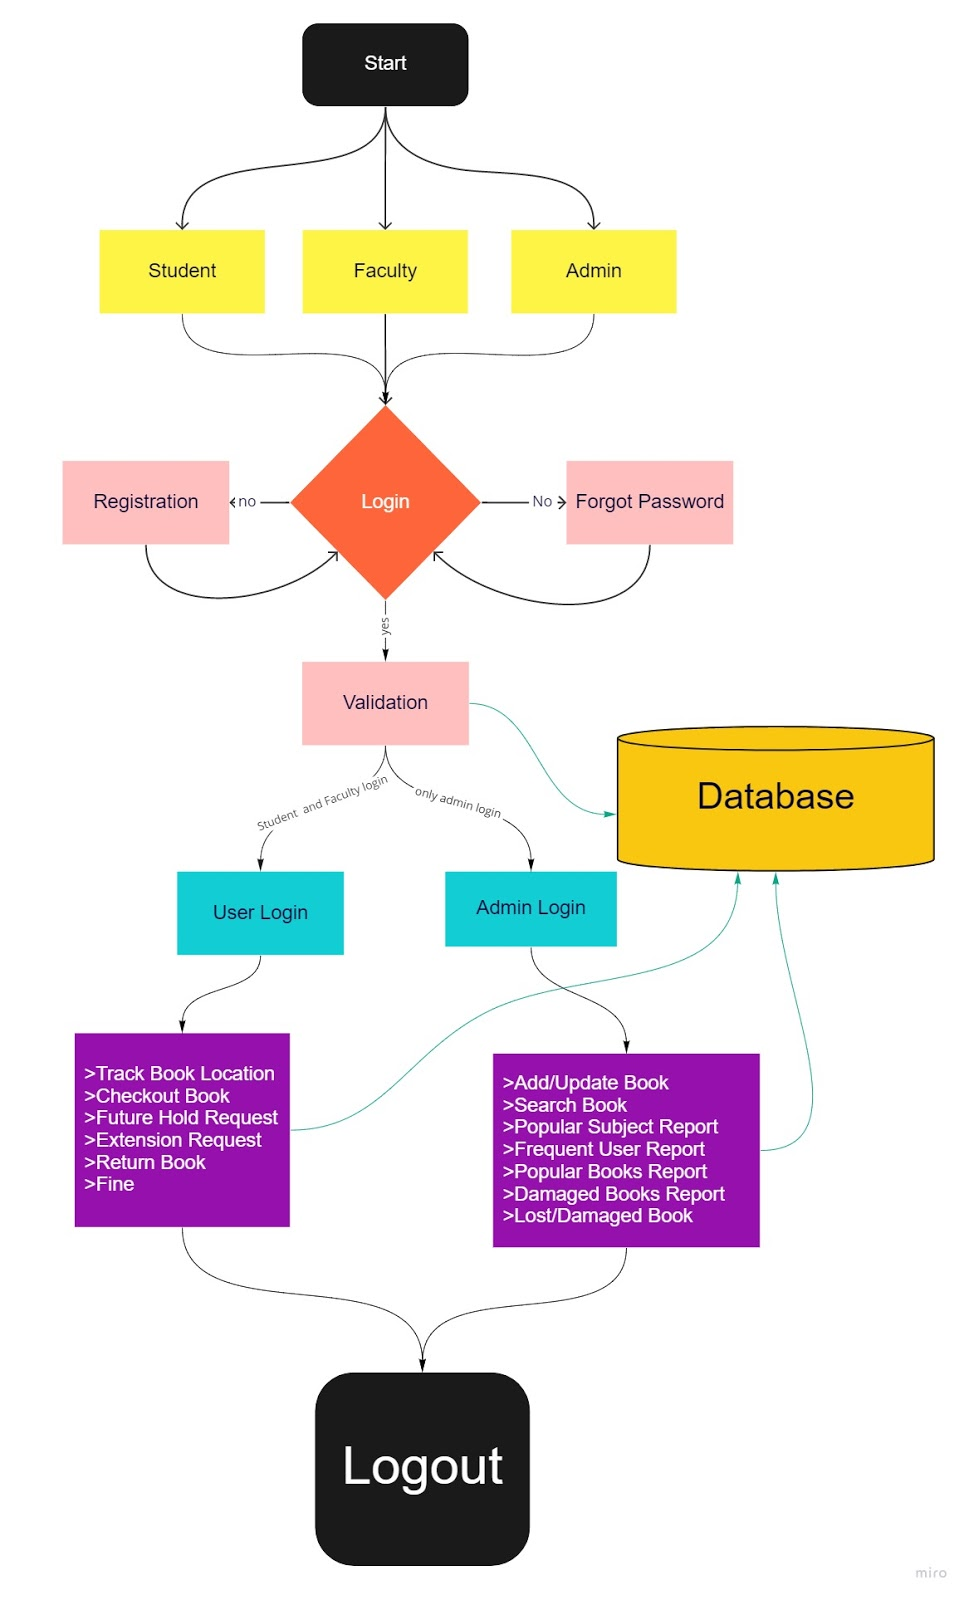 Start
Student
Faculty
Admin
Registration
no
Login
No
Forgot Password
yes
Validation
Student  and Faculty login
only admin login
Database
User Login
Admin Login
>Track Book Location
>Checkout Book
>Future Hold Request
>Extension Request
>Return Book
>Fine
>Add/Update Book
>Search Book
>Popular Subject Report
>Frequent User Report
>Popular Books Report
>Damaged Books Report
>Lost/Damaged Book
Logout
miro